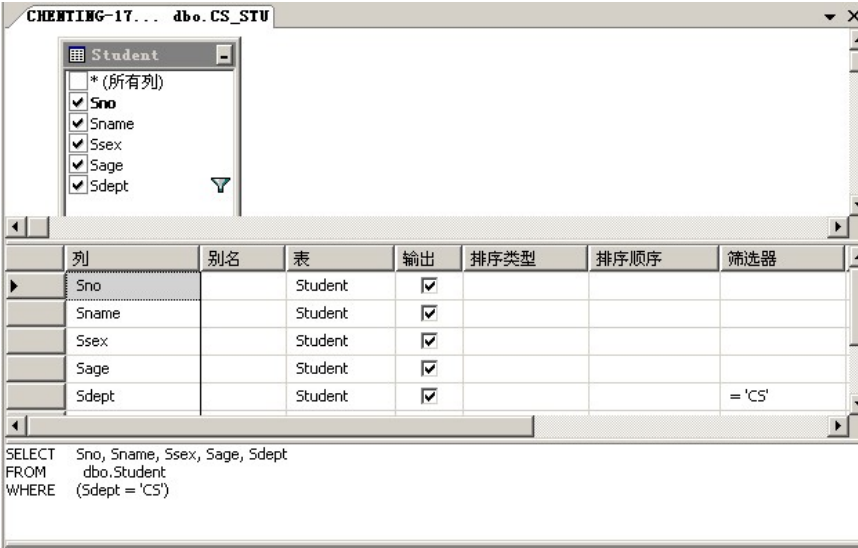 CHENTING-17... dbo.CS_STU
Student
* (所有列)
Sno
Sname
Ssex
Sage
Sdept
列 别名 表 输出 排序类型 排序顺序 筛选器
Sno Student
Sname Student
Ssex Student
Sage Student
Sdept Student = 'CS'
SELECT Sno, Sname, Ssex, Sage, Sdept
FROM dbo.Student
WHERE (Sdept = 'CS')